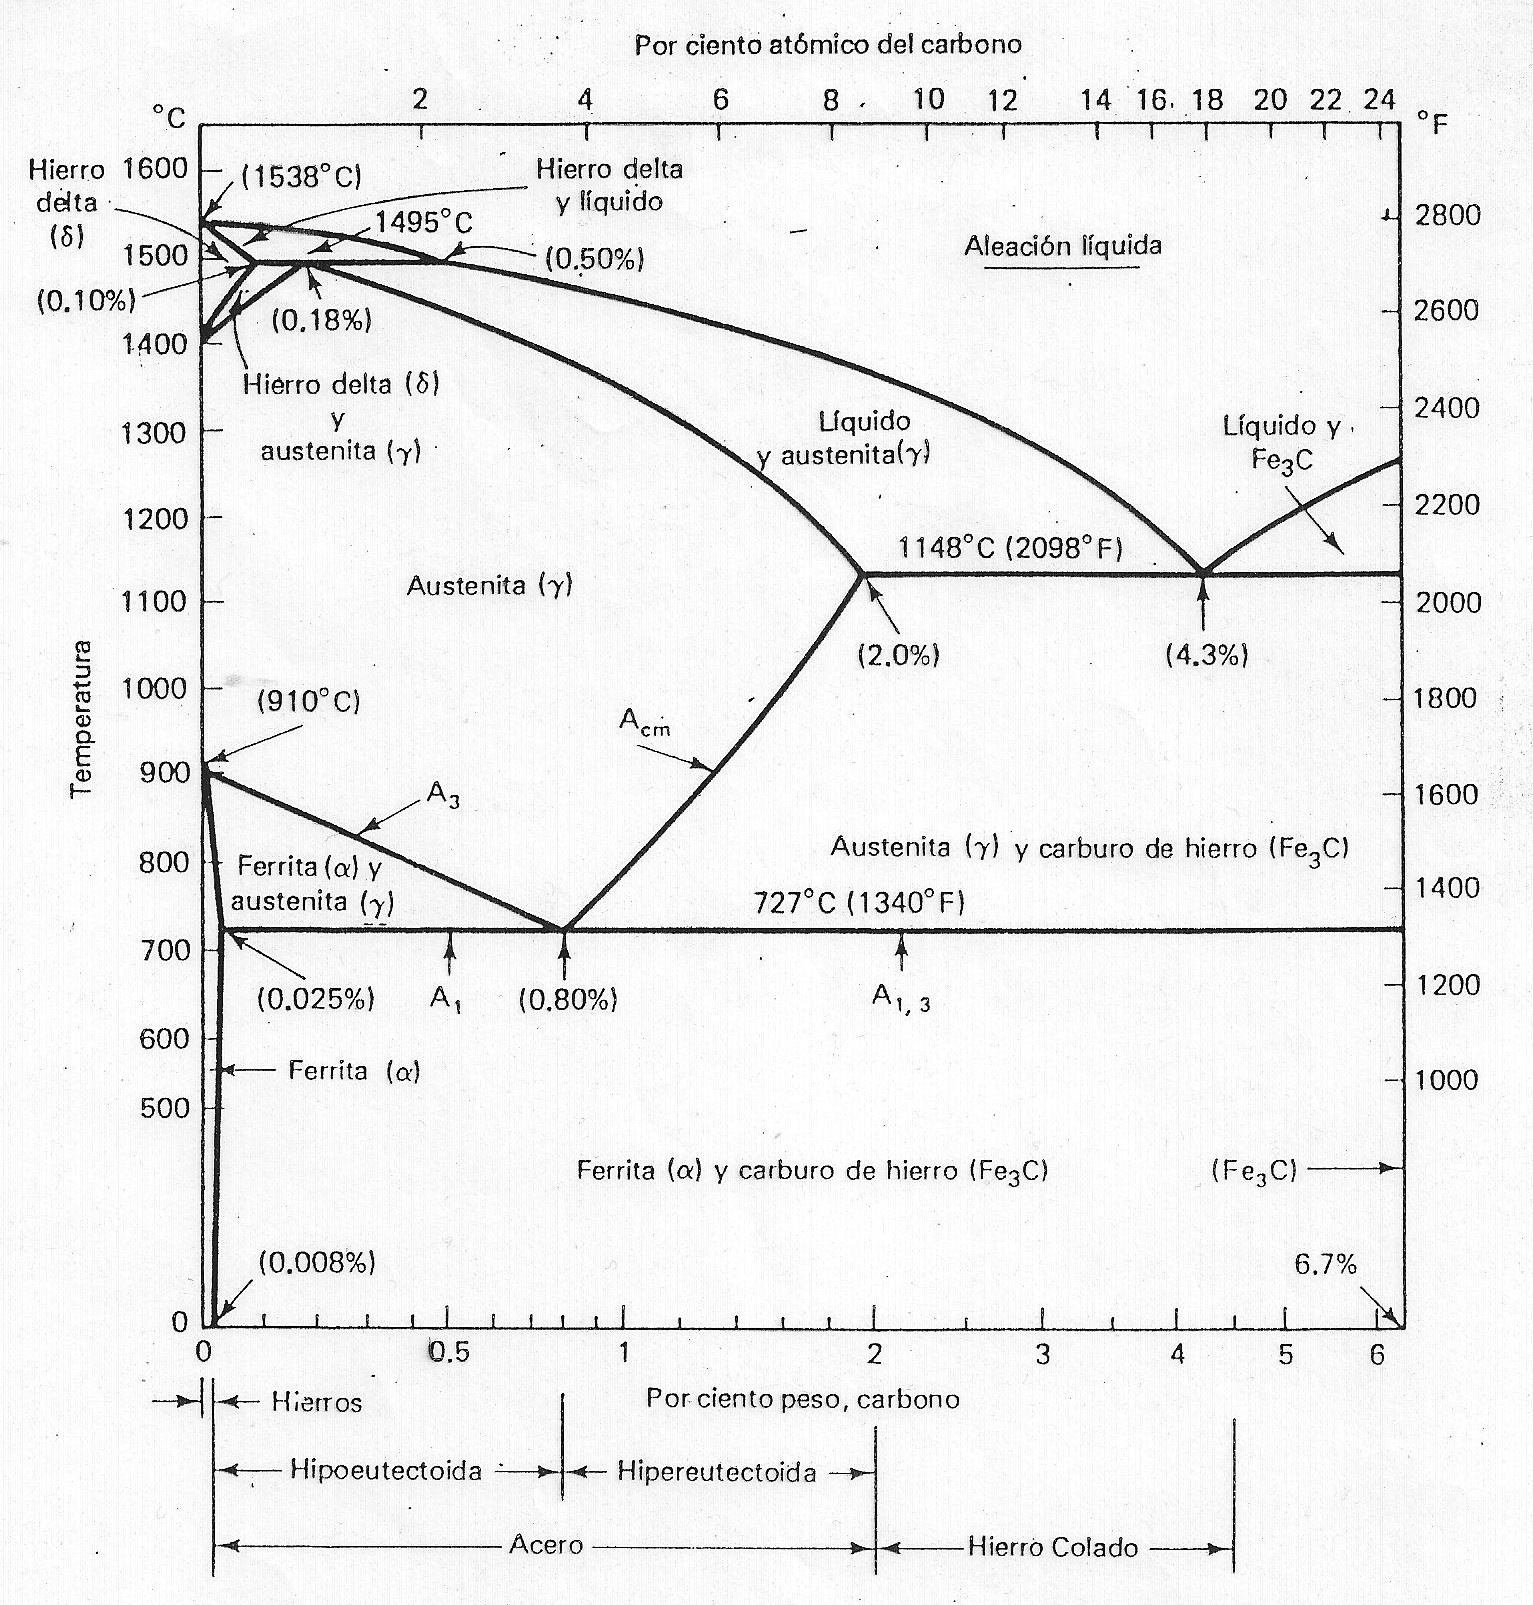 Por ciento atómico del carbono
2 4 6 8 10 12 14 16 18 20 22 24
°C
°F
Hierro
delta
(δ)
1600
(1538°C)
Hierro delta
y líquido
1495°C
(0.50%)
Aleación líquida
2800
1500
(0.10%)
(0.18%)
2600
1400
Hierro delta (δ)
y
austenita (γ)
1300
Líquido
y austenita(γ)
2400
Líquido y
Fe₃C
1200
2200
1148°C (2098°F)
Austenita (γ)
1100
2000
(2.0%)
(4.3%)
Temperatura
1000
(910°C)
Acm
1800
900
A₃
1600
800
Ferrita (α) y
austenita (γ)
Austenita (γ) y carburo de hierro (Fe₃C)
727°C (1340°F)
1400
700
(0.025%)
A₁
(0.80%)
A₁,₃
1200
600
Ferrita (α)
1000
500
Ferrita (α) y carburo de hierro (Fe₃C)
(Fe₃C)
(0.008%)
6.7%
0
0 0.5 1 2 3 4 5 6
Hierros
Por ciento peso, carbono
Hipoeutectoida
Hipereutectoida
Acero
Hierro Colado